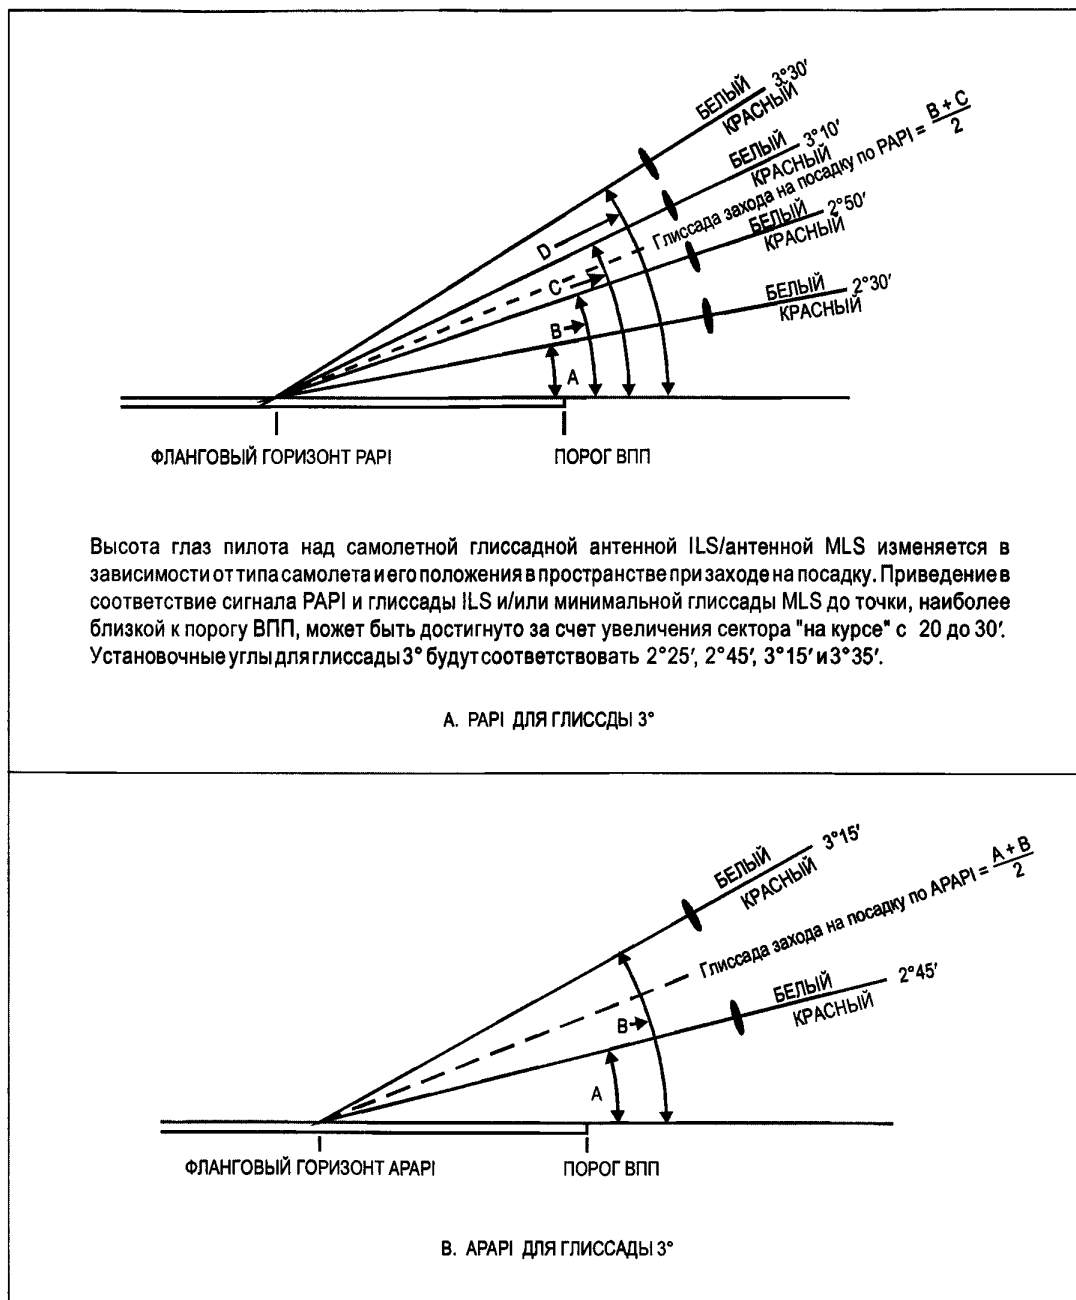 БЕЛЫЙ 3°30′
КРАСНЫЙ
БЕЛЫЙ 3°10′
КРАСНЫЙ
Глиссада захода на посадку по PAPI = B + C
2
БЕЛЫЙ 2°50′
КРАСНЫЙ
БЕЛЫЙ 2°30′
КРАСНЫЙ
D
C
B
A
ФЛАНГОВЫЙ ГОРИЗОНТ PAPI
ПОРОГ ВПП
Высота глаз пилота над самолетной глиссадной антенной ILS/антенной MLS изменяется в
зависимости от типа самолета и его положения в пространстве при заходе на посадку. Приведение в
соответствие сигнала PAPI и глиссады ILS и/или минимальной глиссады MLS до точки, наиболее
близкой к порогу ВПП, может быть достигнуто за счет увеличения сектора "на курсе" с 20 до 30′.
Установочные углы для глиссады 3° будут соответствовать 2°25′, 2°45′, 3°15′ и 3°35′.
A. PAPI ДЛЯ ГЛИССДЫ 3°
БЕЛЫЙ 3°15′
КРАСНЫЙ
Глиссада захода на посадку по APAPI = A + B
2
БЕЛЫЙ 2°45′
КРАСНЫЙ
B
A
ФЛАНГОВЫЙ ГОРИЗОНТ APAPI
ПОРОГ ВПП
B. APAPI ДЛЯ ГЛИССАДЫ 3°